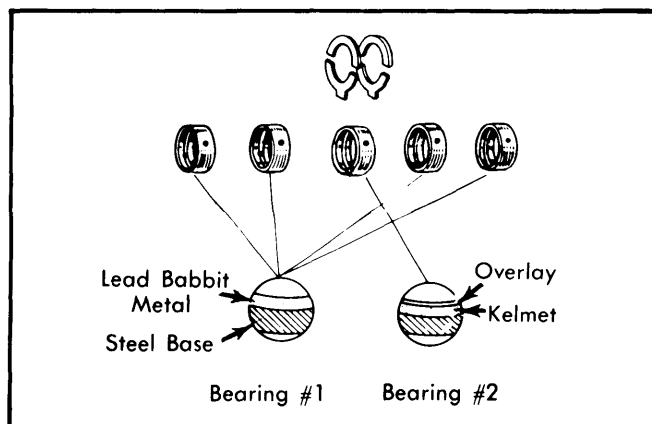 Lead Babbit
Metal
Steel Base
Overlay
Kelmet
Bearing #1
Bearing #2